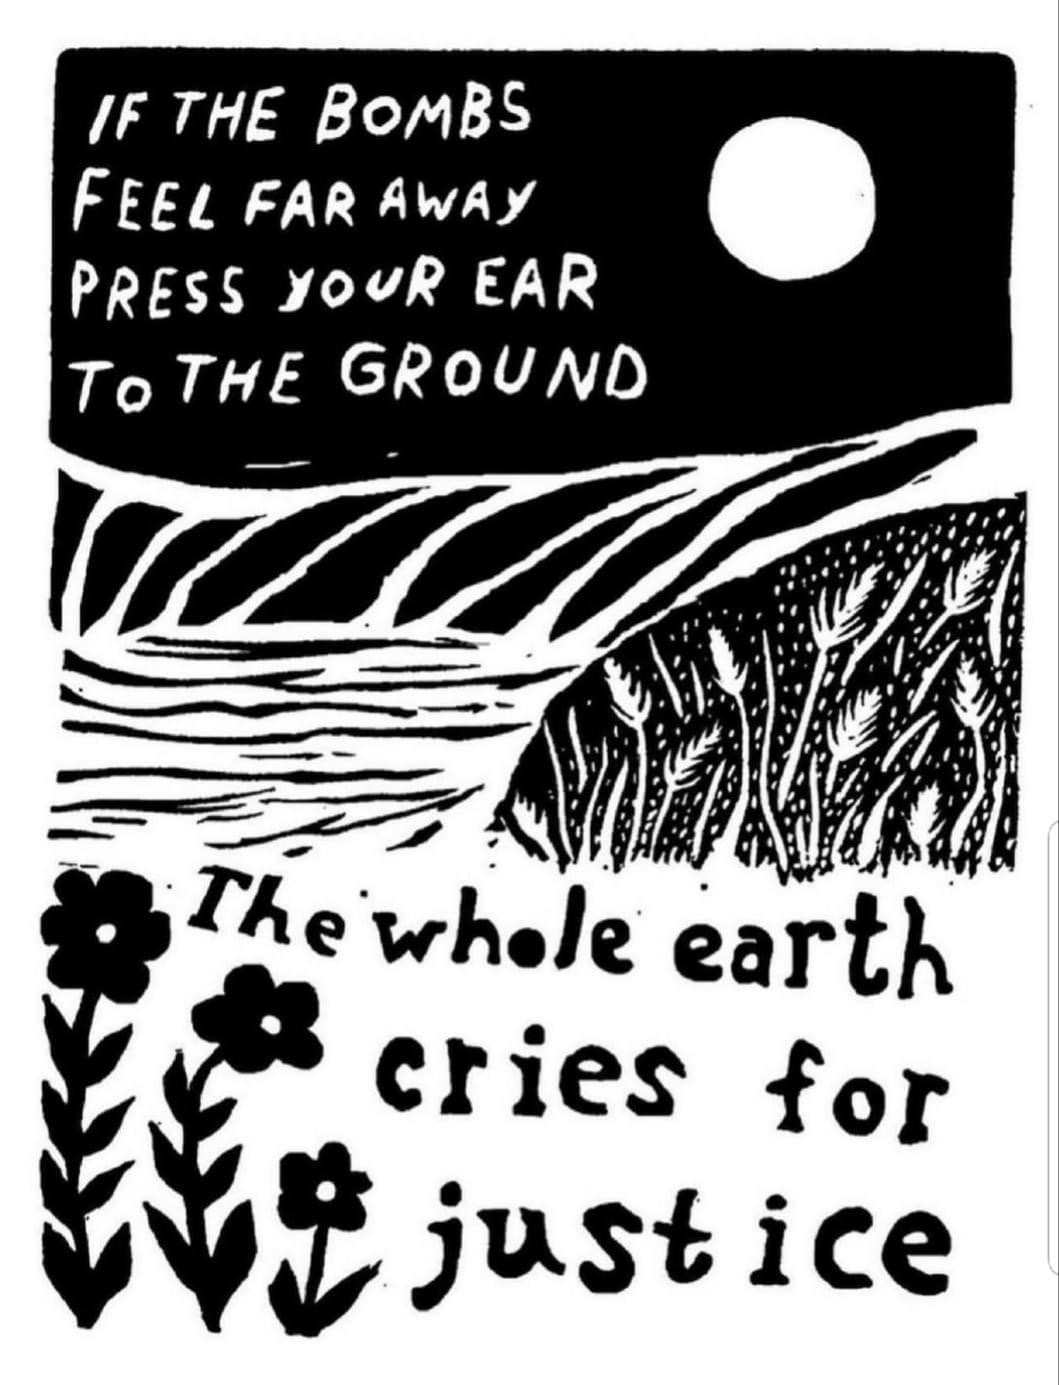 IF THE BOMBS
FEEL FAR AWAY
PRESS YOUR EAR
TO THE GROUND
The whole earth
cries for
justice